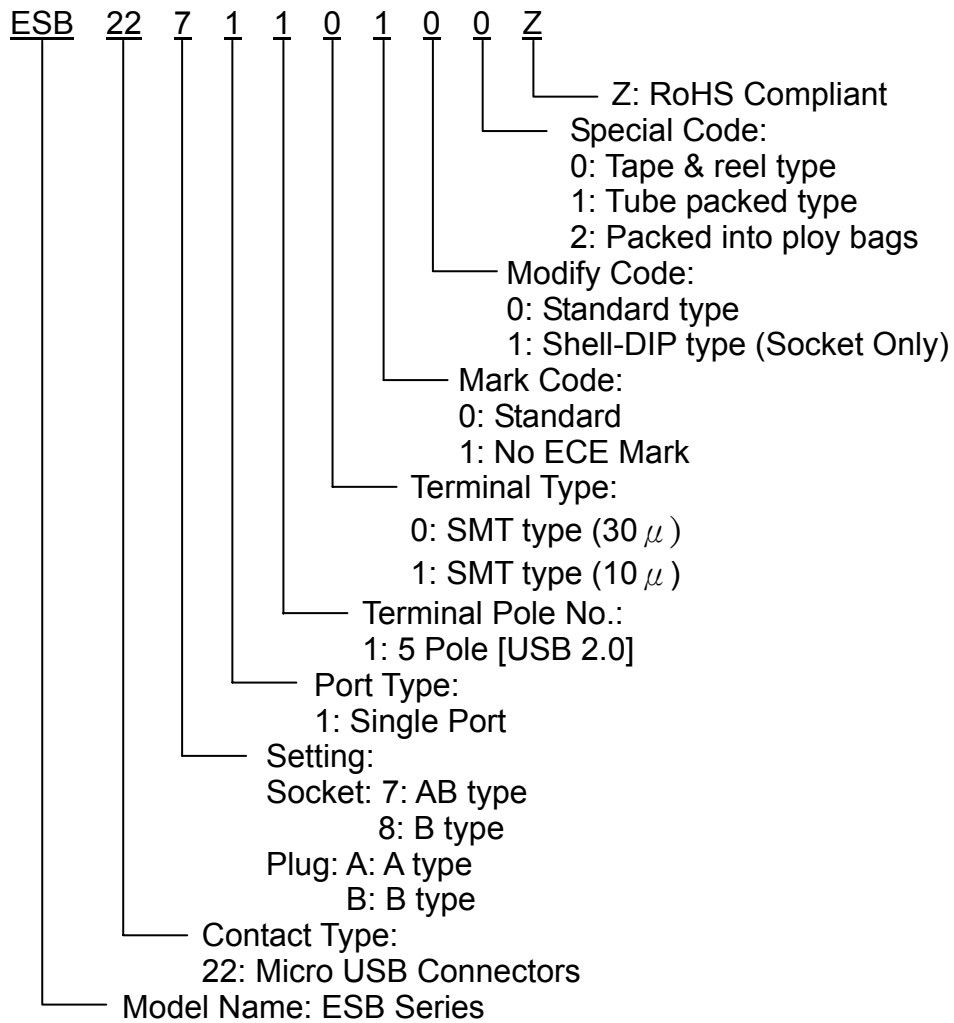 ESB 22 7 1 1 0 1 0 0 Z
Z: RoHS Compliant
Special Code:
0: Tape & reel type
1: Tube packed type
2: Packed into ploy bags
Modify Code:
0: Standard type
1: Shell-DIP type (Socket Only)
Mark Code:
0: Standard
1: No ECE Mark
Terminal Type:
0: SMT type (30 μ)
1: SMT type (10 μ)
Terminal Pole No.:
1: 5 Pole [USB 2.0]
Port Type:
1: Single Port
Setting:
Socket: 7: AB type
8: B type
Plug: A: A type
B: B type
Contact Type:
22: Micro USB Connectors
Model Name: ESB Series